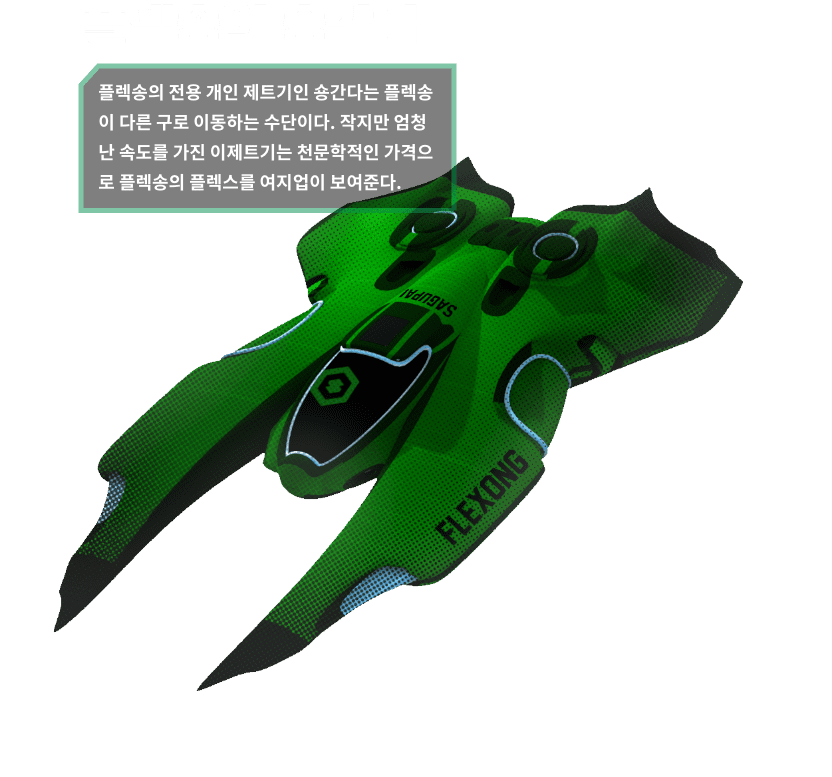 플렉송의 전용 개인 제트기인 숑간다는 플렉송
이 다른 구로 이동하는 수단이다. 작지만 엄청
난 속도를 가진 이제트기는 천문학적인 가격으
로 플렉송의 플렉스를 여지업이 보여준다.
SAGUPAI
FLEXONG